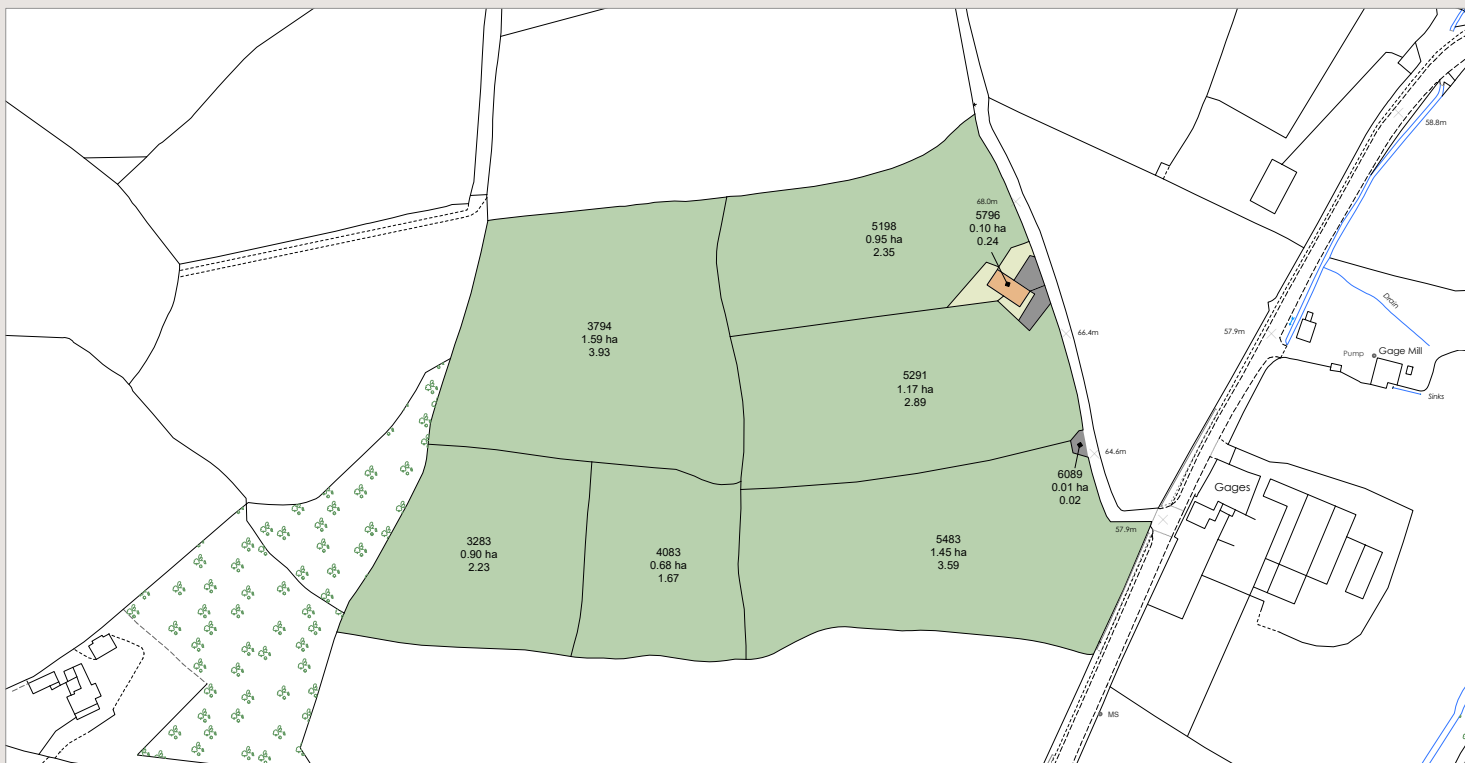 58.8m
68.0m
5796
0.10 ha
0.24
5198
0.95 ha
2.35
Drain
3794
1.59 ha
3.93
66.4m
57.9m
Pump
Gage Mill
Sinks
5291
1.17 ha
2.89
64.6m
6089
0.01 ha
0.02
Gages
57.9m
3283
0.90 ha
2.23
4083
0.68 ha
1.67
5483
1.45 ha
3.59
MS